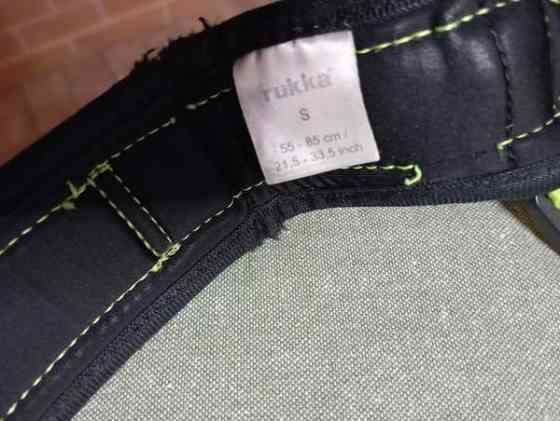 rukka
S
55 - 85 cm /
21,5 - 33,5 inch